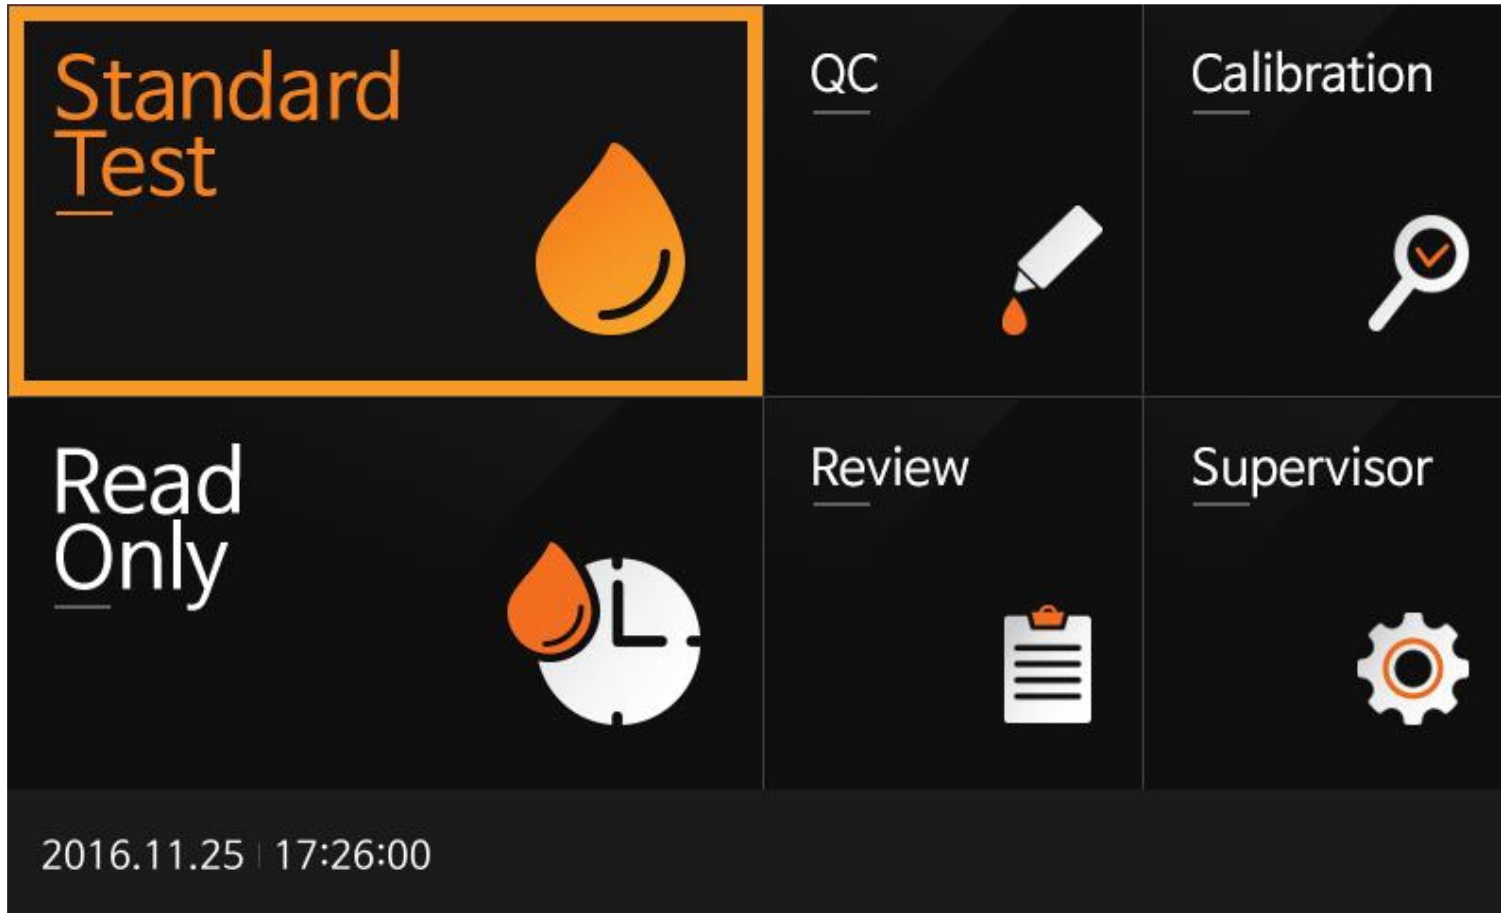 Standard
Test
QC
Calibration
Read
Only
Review
Supervisor
2016.11.25 | 17:26:00